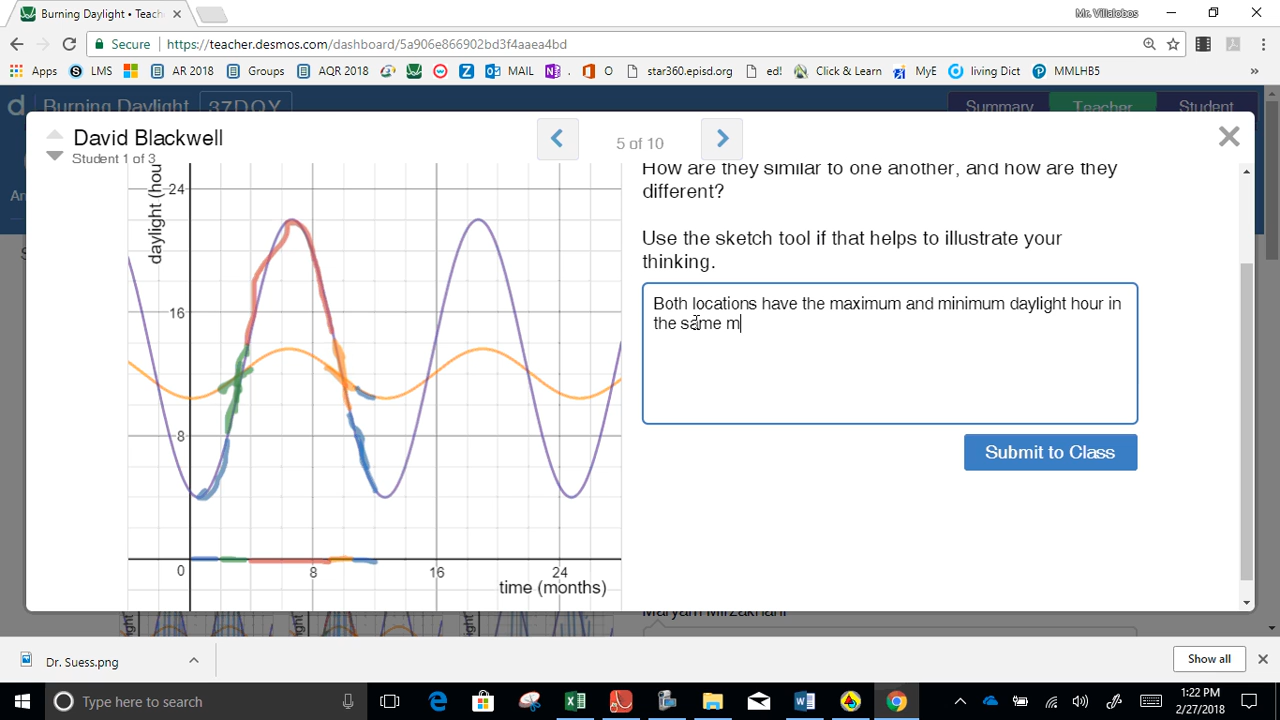 Burning Daylight • Teach
Mr. Villalobos
Secure
https://teacher.desmos.com/dashboard/5a906e866902bd3f4aaea4bd
Apps LMS AR 2018 Groups AQR 2018 MAIL . O star360.episd.org ed! Click & Learn MyE living Dict MMLHB5 »
d Burning Daylight 37DQY Summary Teacher Student
David Blackwell
Student 1 of 3
5 of 10
How are they similar to one another, and how are they
different?
Use the sketch tool if that helps to illustrate your
thinking.
Both locations have the maximum and minimum daylight hour in
the same m
Submit to Class
daylight (hou
24
16
8
0 8 16 24
time (months)
Maryam Mirzakhani
Dr. Suess.png
Show all
Type here to search
1:22 PM
2/27/2018